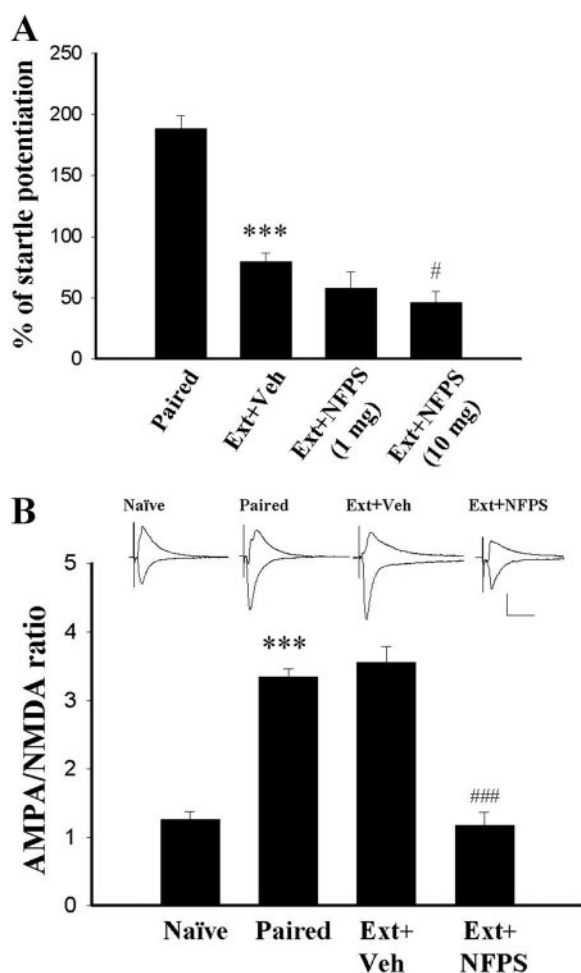 A
% of startle potentiation
250
200
150
100
50
0
***
#
Paired
Ext+Veh
Ext+NFPS
(1 mg)
Ext+NFPS
(10 mg)
B
Naïve Paired Ext+Veh Ext+NFPS
AMPA/NMDA ratio
5
4
3
2
1
0
***
###
Naïve Paired Ext+ Ext+
Veh NFPS